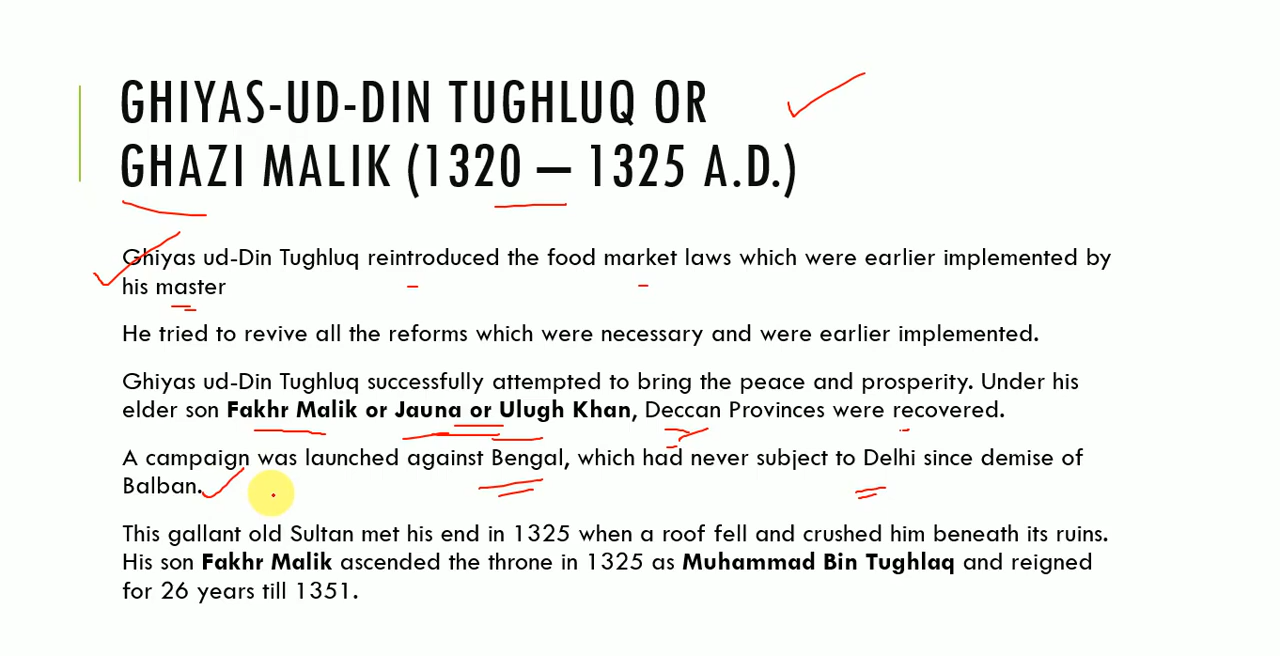 GHIYAS-UD-DIN TUGHLUQ OR
GHAZI MALIK (1320 – 1325 A.D.)
Ghiyas ud-Din Tughluq reintroduced the food market laws which were earlier implemented by
his master
He tried to revive all the reforms which were necessary and were earlier implemented.
Ghiyas ud-Din Tughluq successfully attempted to bring the peace and prosperity. Under his
elder son Fakhr Malik or Jauna or Ulugh Khan, Deccan Provinces were recovered.
A campaign was launched against Bengal, which had never subject to Delhi since demise of
Balban.
This gallant old Sultan met his end in 1325 when a roof fell and crushed him beneath its ruins.
His son Fakhr Malik ascended the throne in 1325 as Muhammad Bin Tughlaq and reigned
for 26 years till 1351.